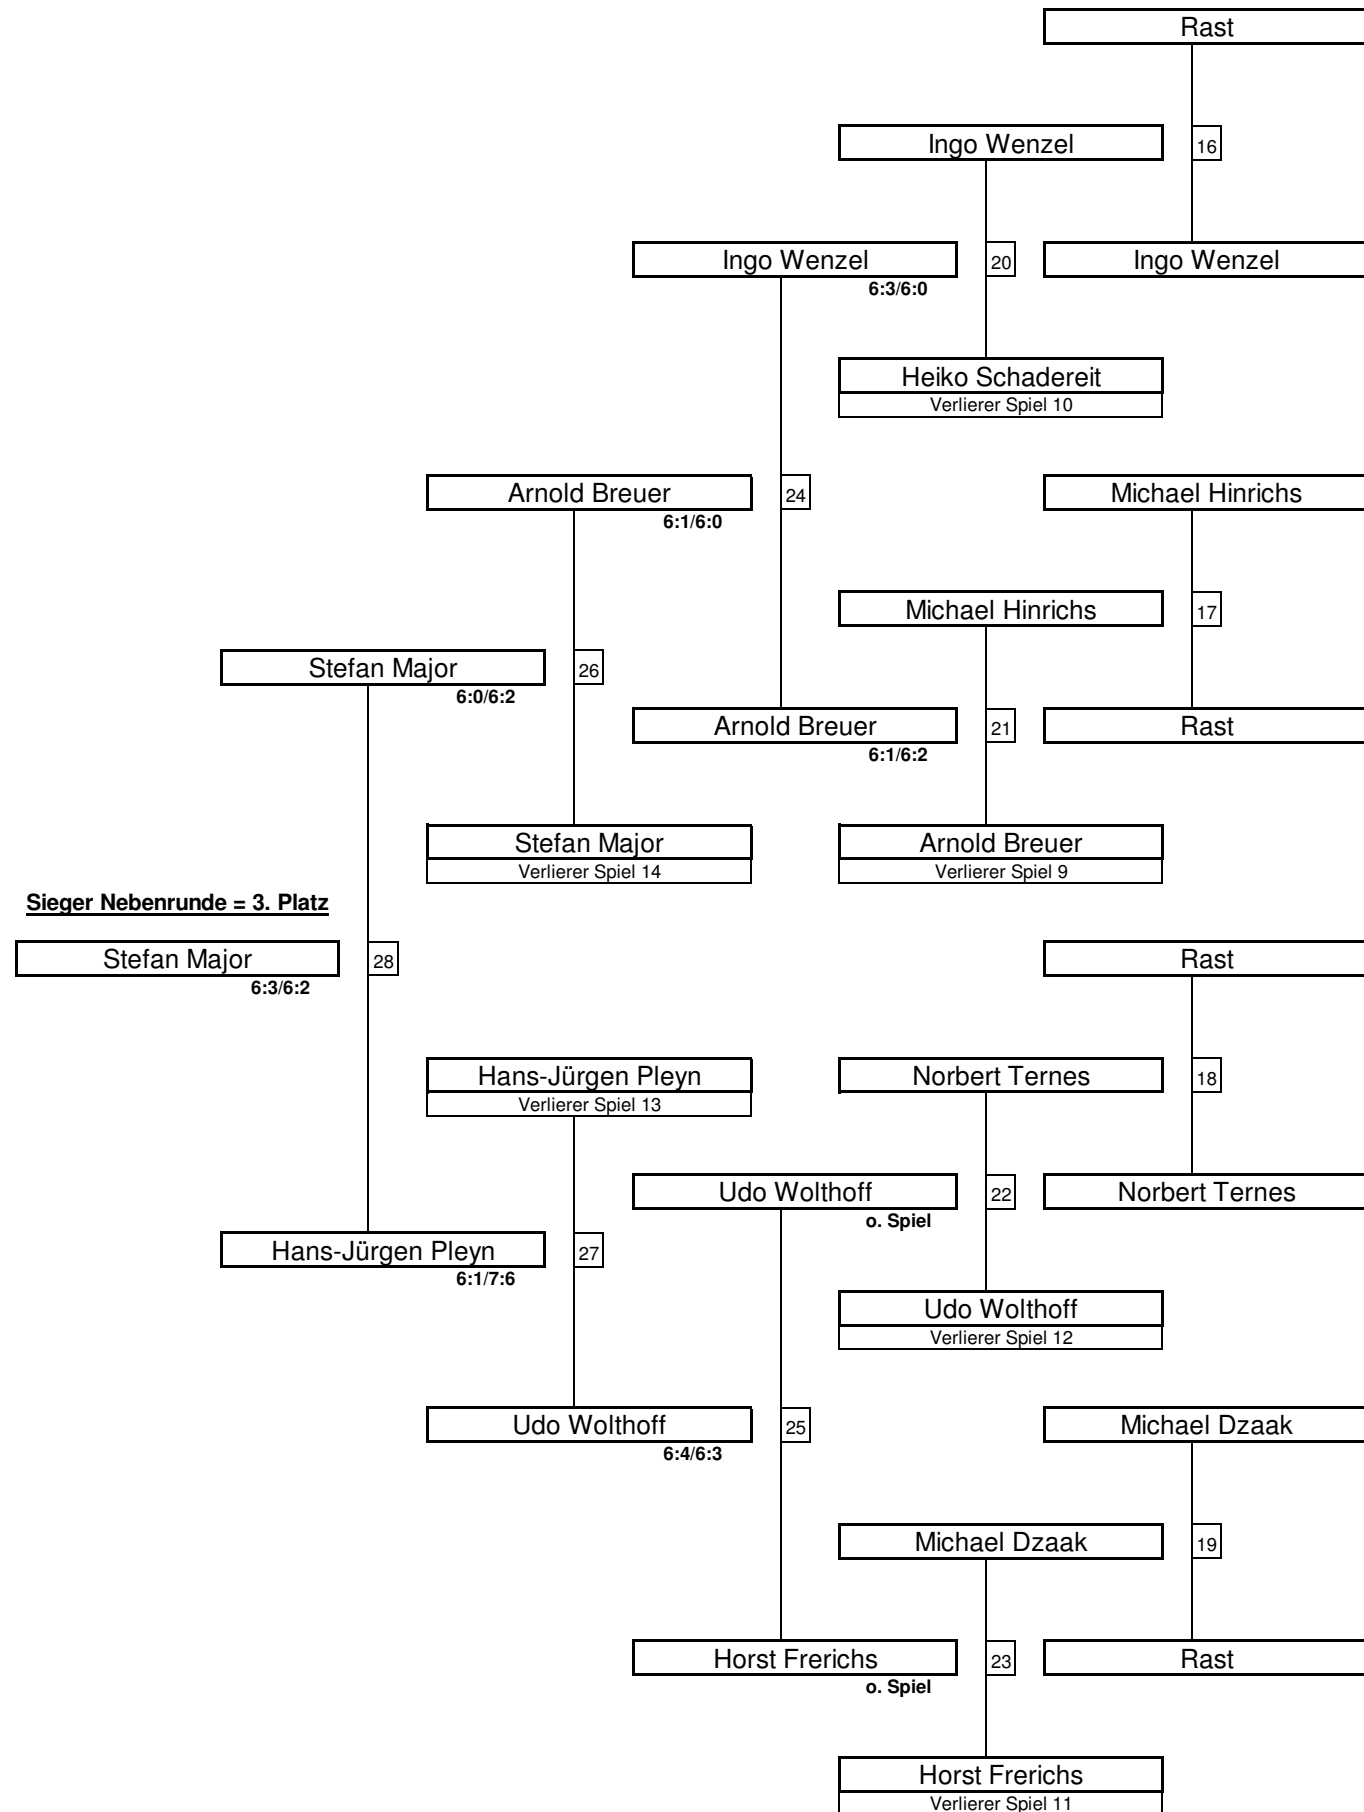 Rast
Ingo Wenzel
16
Ingo Wenzel
20
Ingo Wenzel
6:3/6:0
Heiko Schadereit
Verlierer Spiel 10
Arnold Breuer
24
Michael Hinrichs
6:1/6:0
Michael Hinrichs
17
Stefan Major
26
6:0/6:2
Arnold Breuer
21
Rast
6:1/6:2
Stefan Major
Arnold Breuer
Verlierer Spiel 14
Verlierer Spiel 9
Sieger Nebenrunde = 3. Platz
Stefan Major
28
Rast
6:3/6:2
Hans-Jürgen Pleyn
Norbert Ternes
18
Verlierer Spiel 13
Udo Wolthoff
22
Norbert Ternes
o. Spiel
Hans-Jürgen Pleyn
27
6:1/7:6
Udo Wolthoff
Verlierer Spiel 12
Udo Wolthoff
25
Michael Dzaak
6:4/6:3
Michael Dzaak
19
Horst Frerichs
23
Rast
o. Spiel
Horst Frerichs
Verlierer Spiel 11